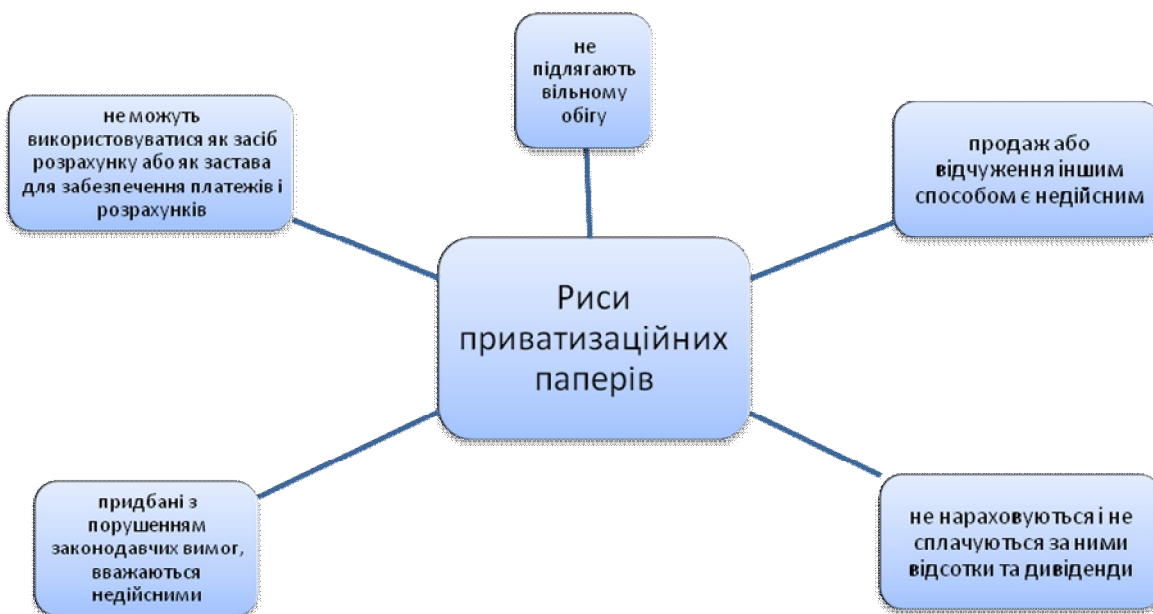 не
підлягають
вільному
обігу
не можуть
використовуватися як засіб
розрахунку або як застава
для забезпечення платежів і
розрахунків
продаж або
відчуження іншим
способом є недійсним
Риси
приватизаційних
паперів
придбані з
порушенням
законодавчих вимог,
вважаються
недійсними
не нараховуються і не
сплачуються за ними
відсотки та дивіденди